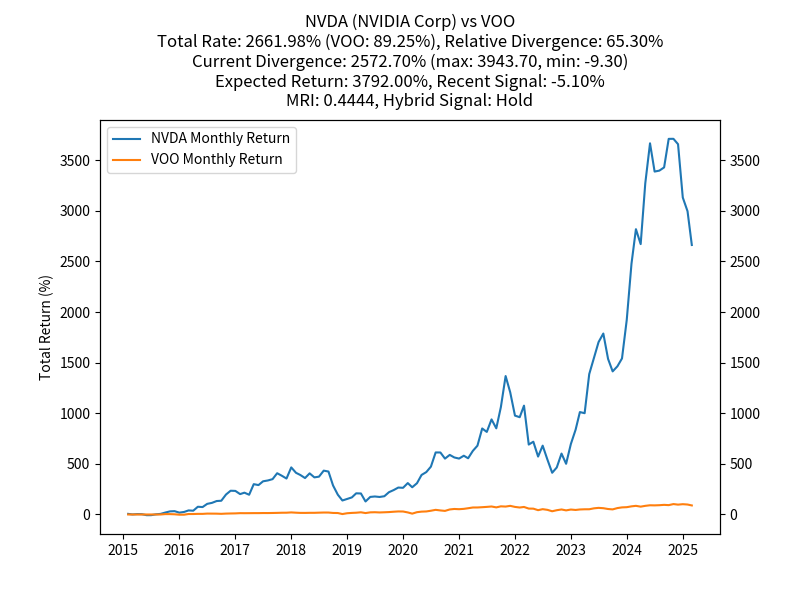 NVDA (NVIDIA Corp) vs VOO
Total Rate: 2661.98% (VOO: 89.25%), Relative Divergence: 65.30%
Current Divergence: 2572.70% (max: 3943.70, min: -9.30)
Expected Return: 3792.00%, Recent Signal: -5.10%
MRI: 0.4444, Hybrid Signal: Hold
NVDA Monthly Return
VOO Monthly Return
Total Return (%)
3500 3500
3000 3000
2500 2500
2000 2000
1500 1500
1000 1000
500 500
0 0
2015 2016 2017 2018 2019 2020 2021 2022 2023 2024 2025